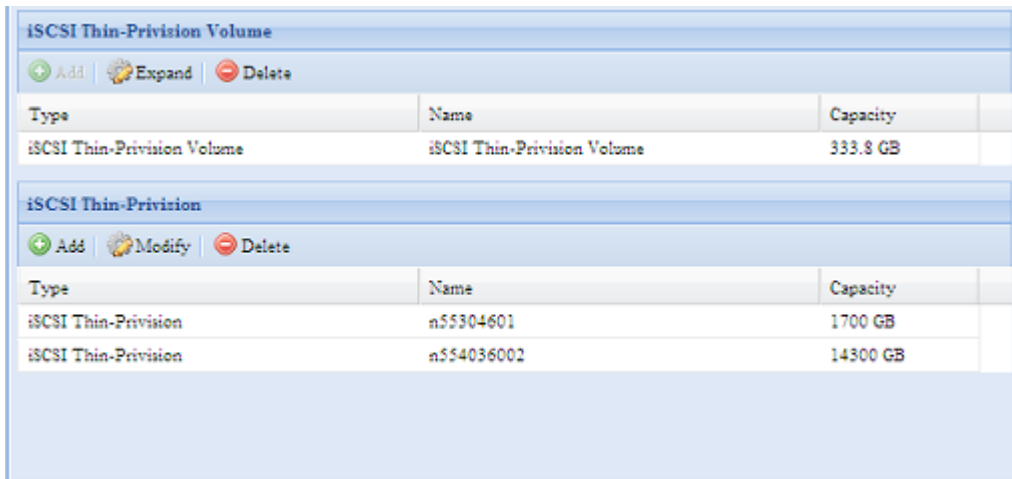 iSCSI Thin-Privision Volume
Add Expand Delete
Type Name Capacity
iSCSI Thin-Privision Volume iSCSI Thin-Privision Volume 333.8 GB
iSCSI Thin-Privision
Add Modify Delete
Type Name Capacity
iSCSI Thin-Privision n55304601 1700 GB
iSCSI Thin-Privision n554036002 14300 GB